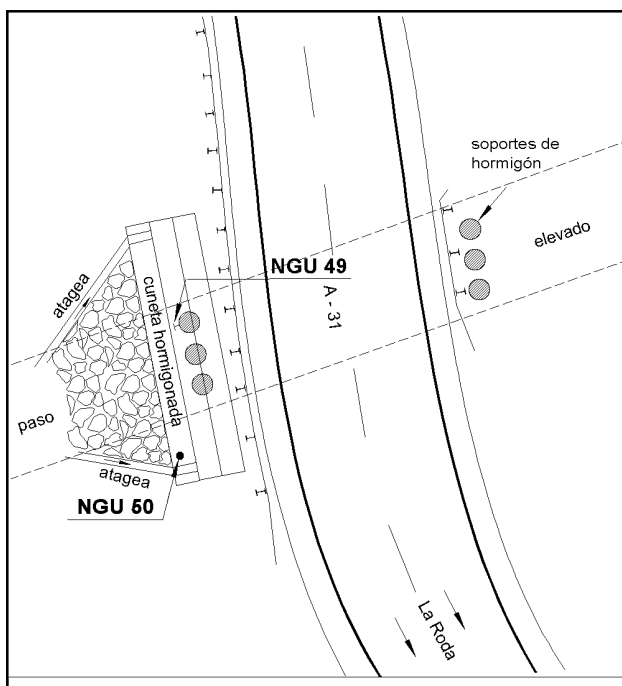 soportes de
hormigón
elevado
NGU 49
A - 31
atagea
cuneta hormigonada
paso
atagea
NGU 50
La Roda